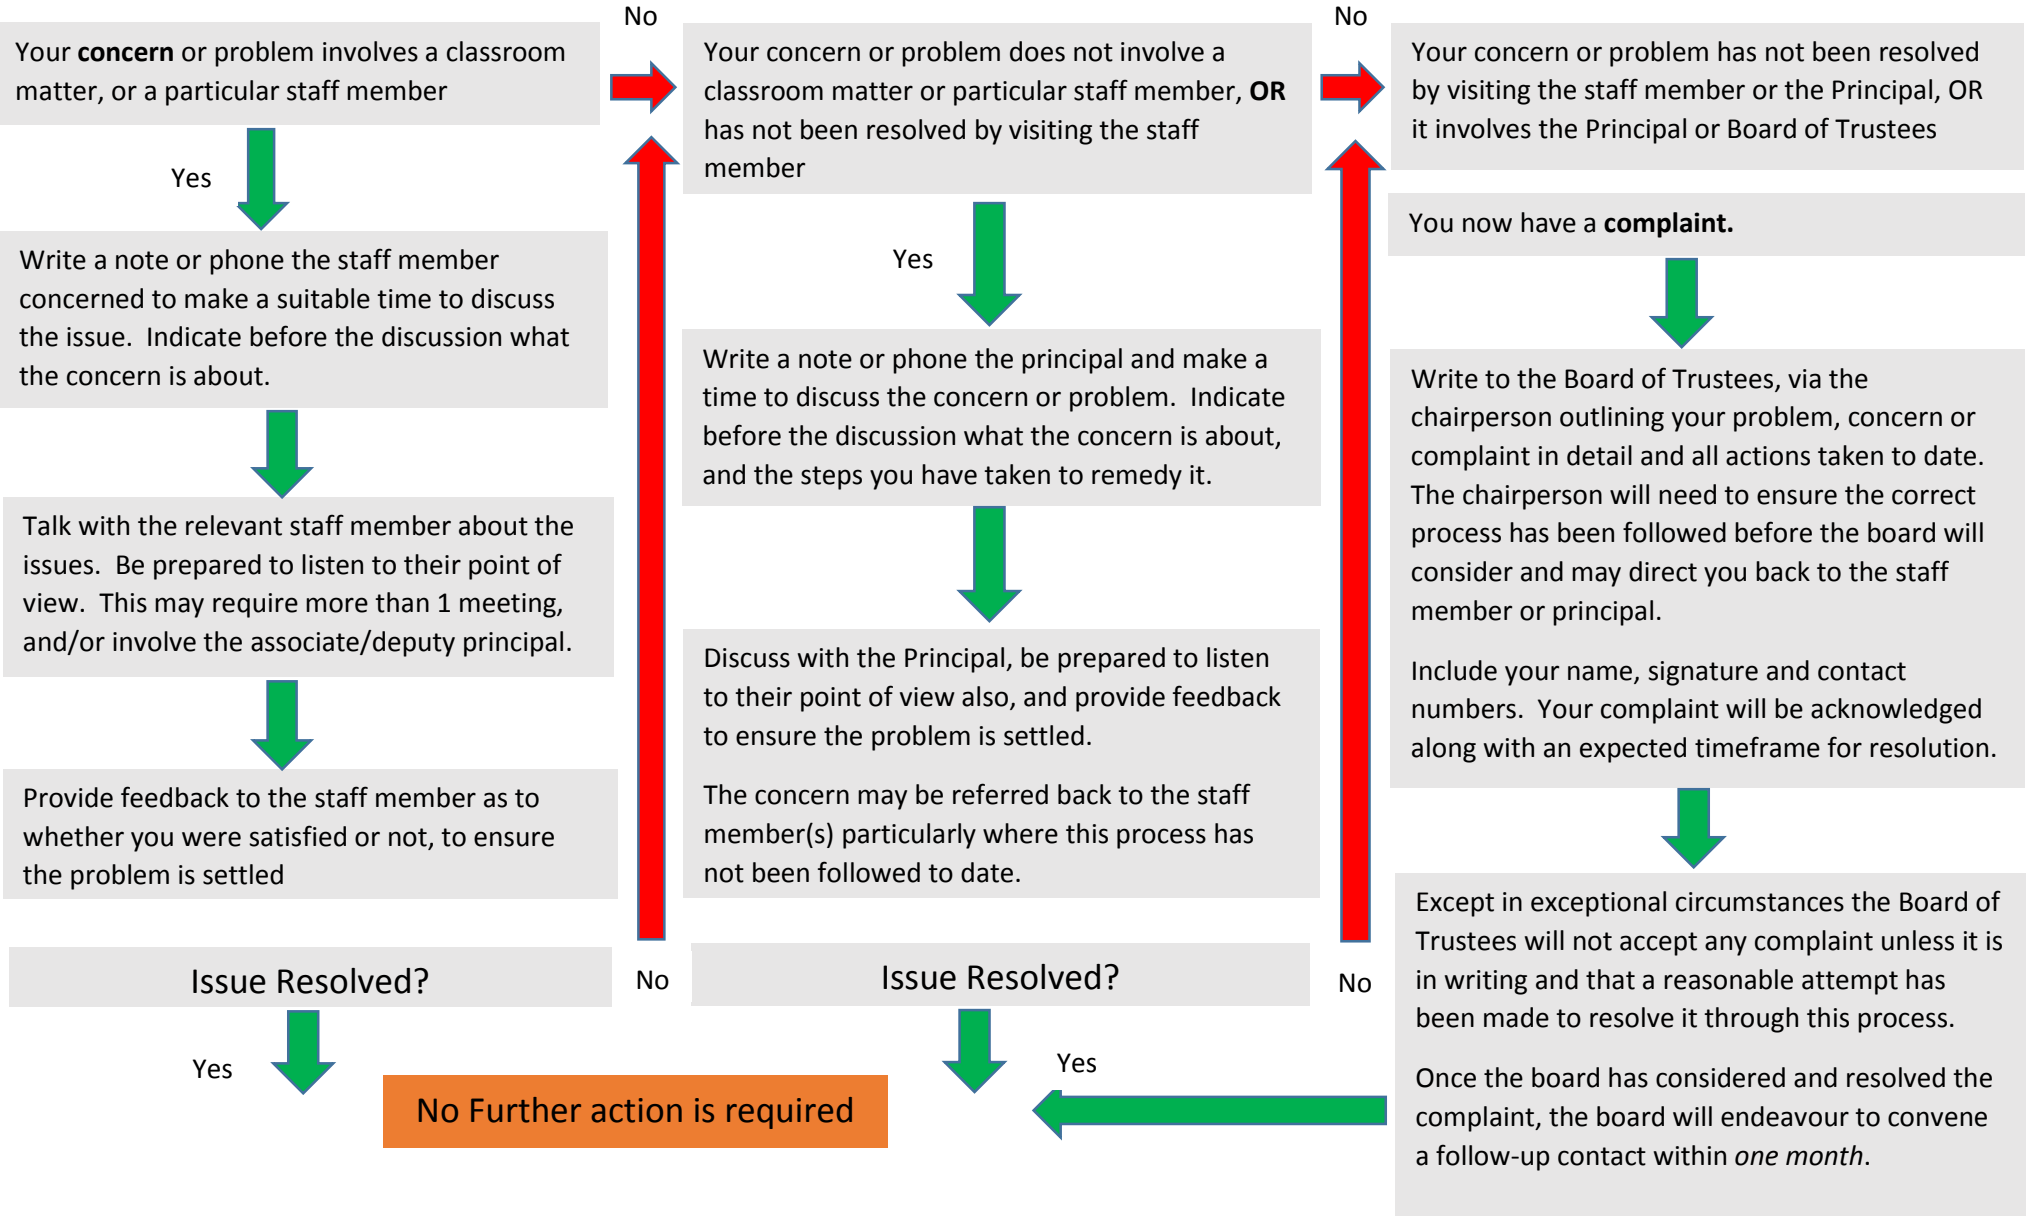 Your concern or problem involves a classroom
matter, or a particular staff member
Yes
Write a note or phone the staff member
concerned to make a suitable time to discuss
the issue.  Indicate before the discussion what
the concern is about.
Talk with the relevant staff member about the
issues.  Be prepared to listen to their point of
view.  This may require more than 1 meeting,
and/or involve the associate/deputy principal.
Provide feedback to the staff member as to
whether you were satisfied or not, to ensure
the problem is settled
Issue Resolved?
Yes
No
No
Your concern or problem does not involve a
classroom matter or particular staff member, OR
has not been resolved by visiting the staff
member
Yes
Write a note or phone the principal and make a
time to discuss the concern or problem.  Indicate
before the discussion what the concern is about,
and the steps you have taken to remedy it.
Discuss with the Principal, be prepared to listen
to their point of view also, and provide feedback
to ensure the problem is settled.
The concern may be referred back to the staff
member(s) particularly where this process has
not been followed to date.
Issue Resolved?
Yes
No
No
Your concern or problem has not been resolved
by visiting the staff member or the Principal, OR
it involves the Principal or Board of Trustees
You now have a complaint.
Write to the Board of Trustees, via the
chairperson outlining your problem, concern or
complaint in detail and all actions taken to date.
The chairperson will need to ensure the correct
process has been followed before the board will
consider and may direct you back to the staff
member or principal.
Include your name, signature and contact
numbers.  Your complaint will be acknowledged
along with an expected timeframe for resolution.
Except in exceptional circumstances the Board of
Trustees will not accept any complaint unless it is
in writing and that a reasonable attempt has
been made to resolve it through this process.
Once the board has considered and resolved the
complaint, the board will endeavour to convene
a follow-up contact within one month.
No Further action is required